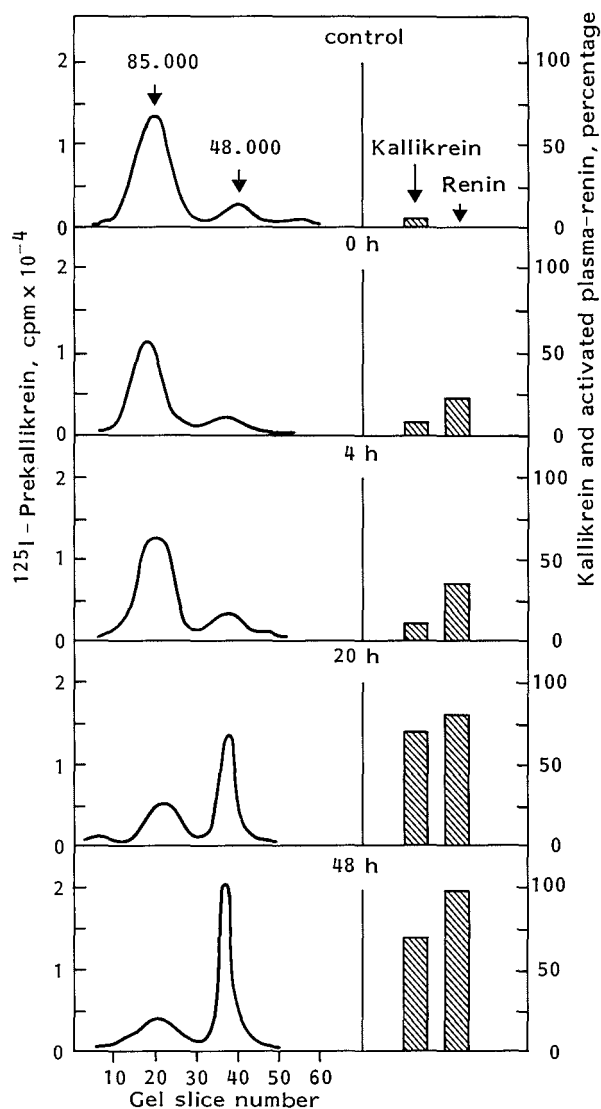 control
85.000
48.000
Kallikrein
Renin
2
1
0
100
50
0
0 h
2
1
0
100
50
0
4 h
2
1
0
100
50
0
20 h
2
1
0
100
50
0
48 h
2
1
0
100
50
0
10 20 30 40 50 60
Gel slice number
125I – Prekallikrein, cpm x 10-4
Kallikrein and activated plasma-renin, percentage